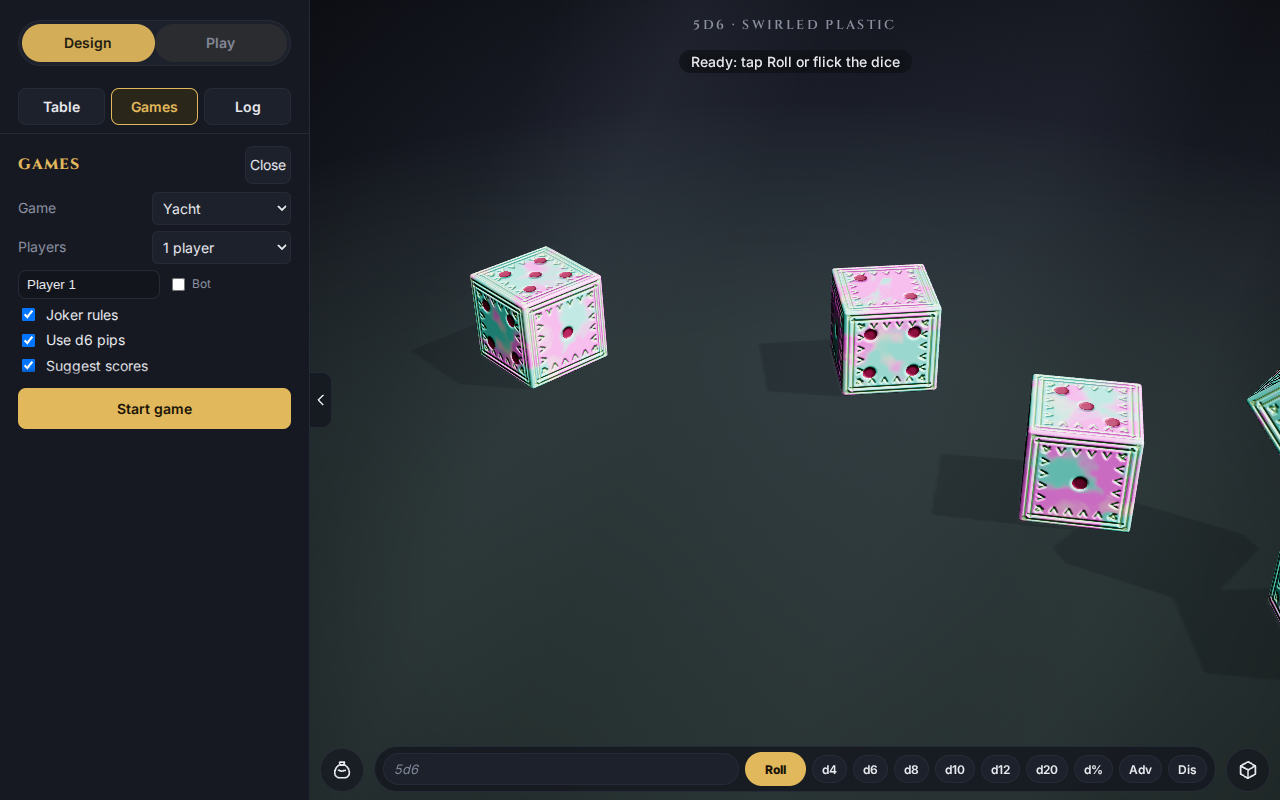 Design
Play
Table
Games
Log
GAMES
Close
Game
Yacht
Players
1 player
Player 1
Bot
Joker rules
Use d6 pips
Suggest scores
Start game
5D6 · SWIRLED PLASTIC
Ready: tap Roll or flick the dice
5d6
Roll
d4
d6
d8
d10
d12
d20
d%
Adv
Dis